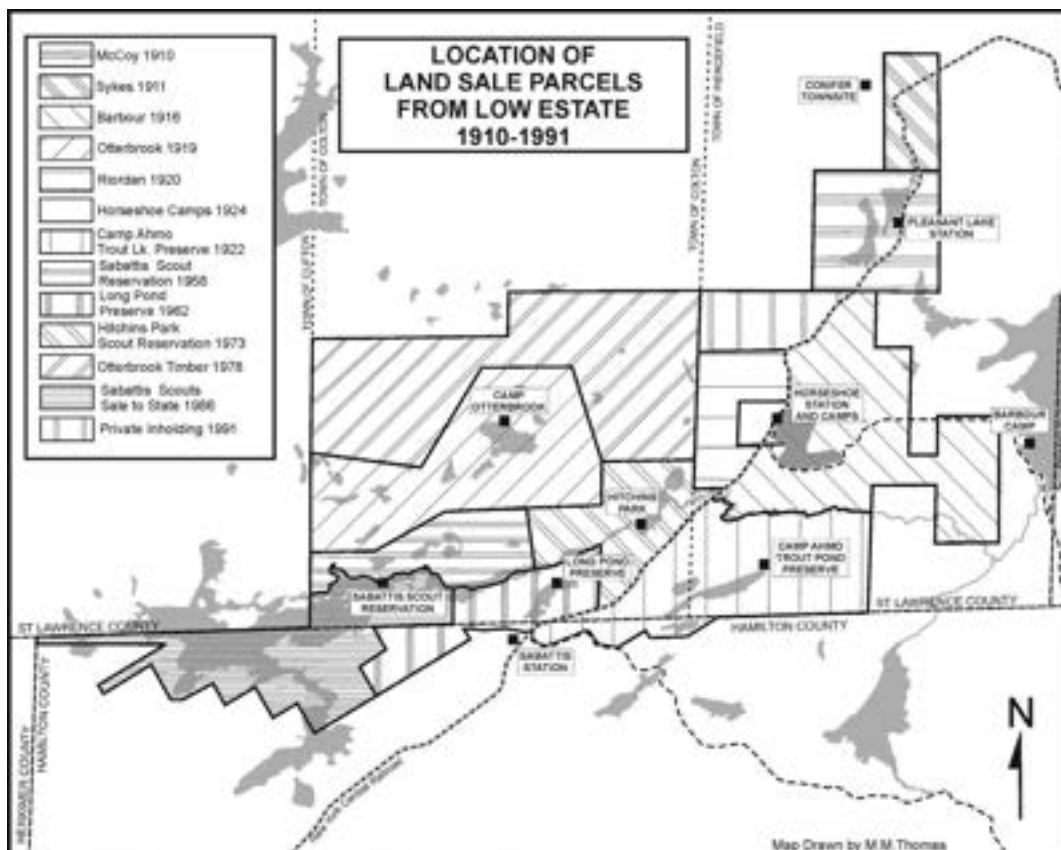 LOCATION OF
LAND SALE PARCELS
FROM LOW ESTATE
1910-1991
McCoy 1910
Sykes 1911
Barbour 1916
Otterbrook 1919
Riordan 1920
Horseshoe Camps 1924
Camp Ahmo
Trout Lk. Preserve 1922
Sabattis Scout
Reservation 1958
Long Pond
Preserve 1962
Hitchins Park
Scout Reservation 1973
Otterbrook Timber 1978
Sabattis Scouts
Sale to State 1986
Private Inholding 1991
TOWN OF CLIFTON
TOWN OF COLTON
TOWN OF COLTON
TOWN OF PIERCEFIELD
CONIFER
TOWNSITE
PLEASANT LAKE
STATION
CAMP
OTTERBROOK
HORSESHOE
STATION
AND CAMPS
BARBOUR
CAMP
HITCHINS
PARK
LONG POND
PRESERVE
CAMP AHMO
TROUT POND
PRESERVE
SABATTIS SCOUT
RESERVATION
ST LAWRENCE COUNTY
ST LAWRENCE COUNTY
HAMILTON COUNTY
SABATTIS
STATION
HERKIMER COUNTY
HAMILTON COUNTY
New York Central Railroad
N
Map Drawn by M.M.Thomas